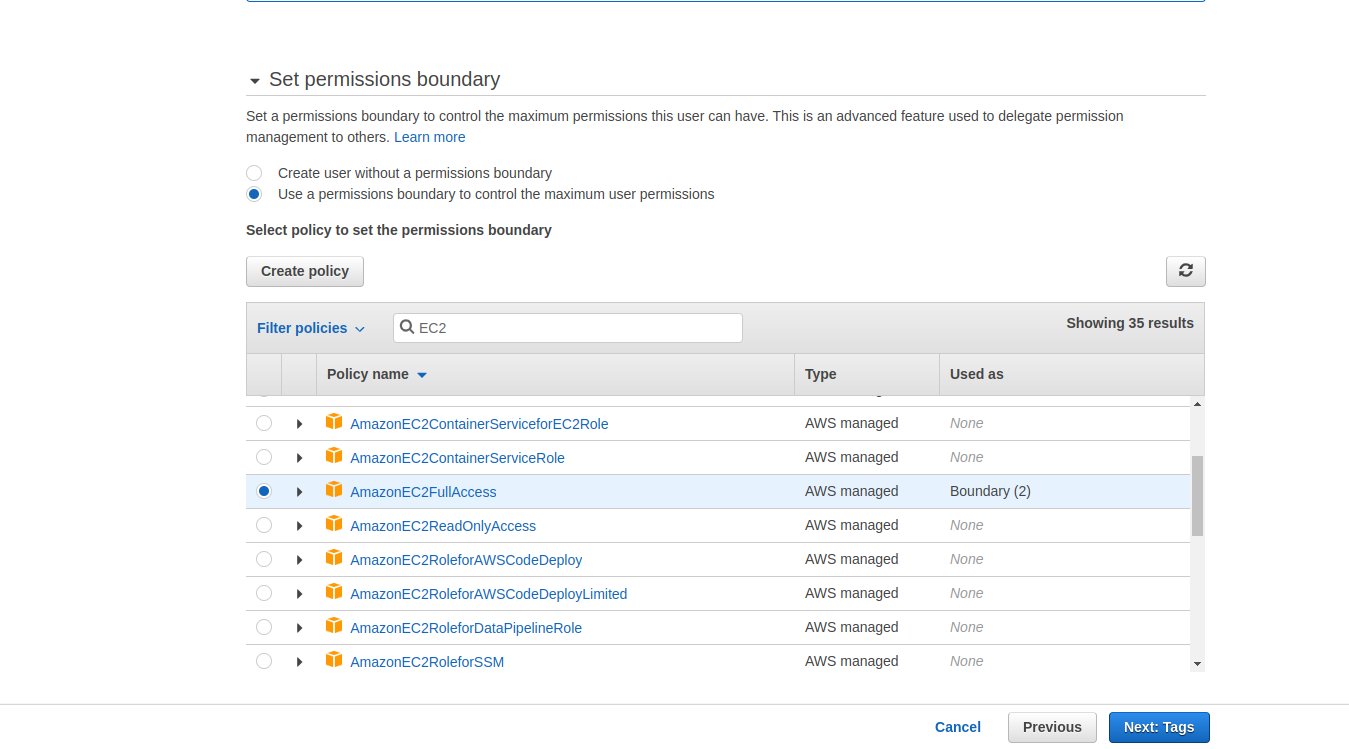 Set permissions boundary
Set a permissions boundary to control the maximum permissions this user can have. This is an advanced feature used to delegate permission
management to others. Learn more
Create user without a permissions boundary
Use a permissions boundary to control the maximum user permissions
Select policy to set the permissions boundary
Create policy
Filter policies EC2 Showing 35 results
Policy name Type Used as
AmazonEC2ContainerServiceforEC2Role AWS managed None
AmazonEC2ContainerServiceRole AWS managed None
AmazonEC2FullAccess AWS managed Boundary (2)
AmazonEC2ReadOnlyAccess AWS managed None
AmazonEC2RoleforAWSCodeDeploy AWS managed None
AmazonEC2RoleforAWSCodeDeployLimited AWS managed None
AmazonEC2RoleforDataPipelineRole AWS managed None
AmazonEC2RoleforSSM AWS managed None
Cancel Previous Next: Tags